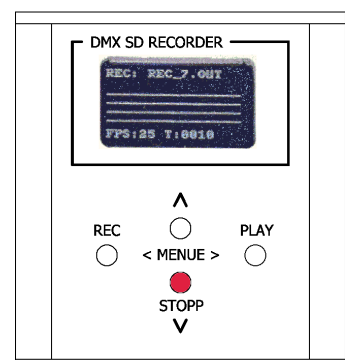 DMX SD RECORDER
REC: REC_7.OUT
FPS:25 T:0010
REC
PLAY
< MENUE >
STOPP